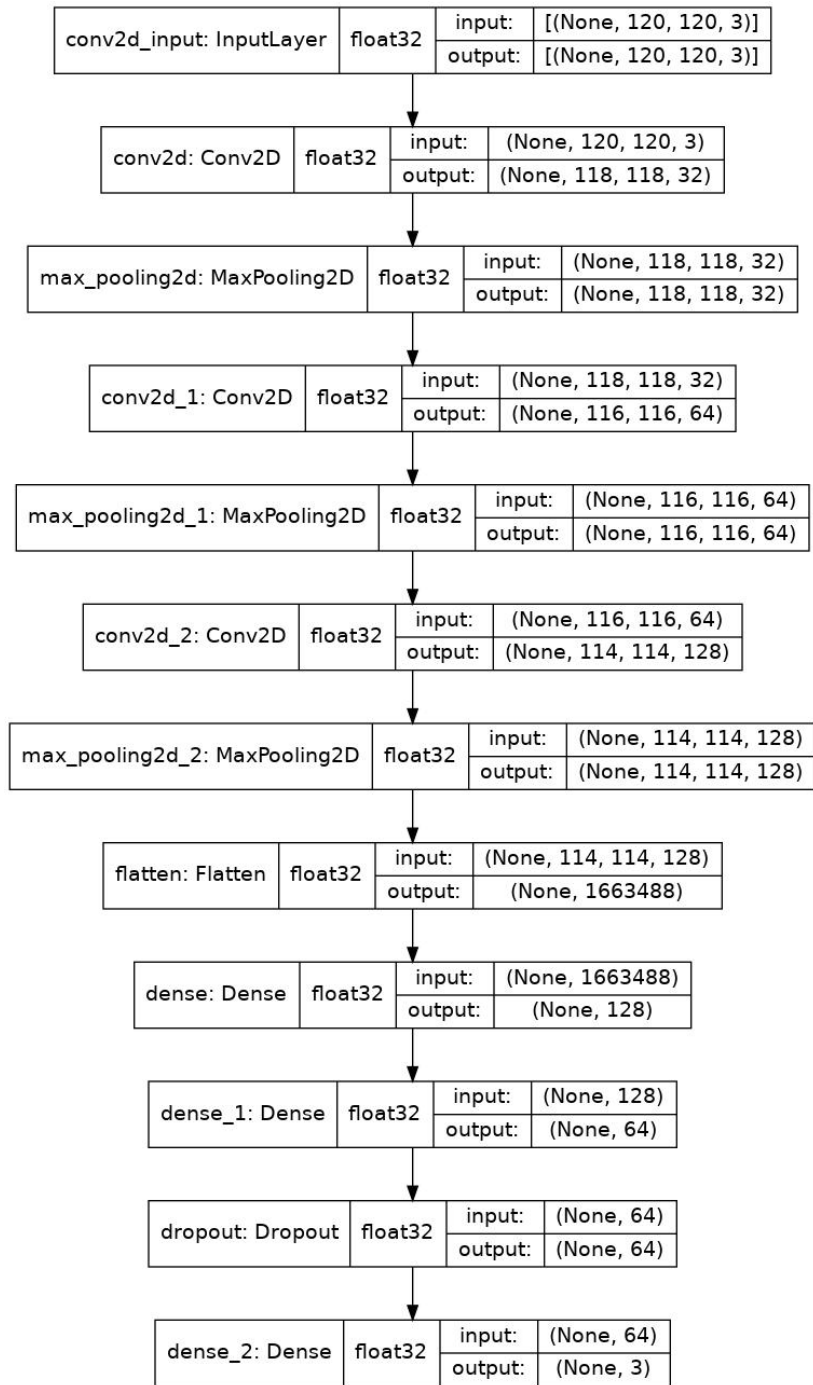 conv2d_input: InputLayer float32 input: [(None, 120, 120, 3)]
output: [(None, 120, 120, 3)]
conv2d: Conv2D float32 input: (None, 120, 120, 3)
output: (None, 118, 118, 32)
max_pooling2d: MaxPooling2D float32 input: (None, 118, 118, 32)
output: (None, 118, 118, 32)
conv2d_1: Conv2D float32 input: (None, 118, 118, 32)
output: (None, 116, 116, 64)
max_pooling2d_1: MaxPooling2D float32 input: (None, 116, 116, 64)
output: (None, 116, 116, 64)
conv2d_2: Conv2D float32 input: (None, 116, 116, 64)
output: (None, 114, 114, 128)
max_pooling2d_2: MaxPooling2D float32 input: (None, 114, 114, 128)
output: (None, 114, 114, 128)
flatten: Flatten float32 input: (None, 114, 114, 128)
output: (None, 1663488)
dense: Dense float32 input: (None, 1663488)
output: (None, 128)
dense_1: Dense float32 input: (None, 128)
output: (None, 64)
dropout: Dropout float32 input: (None, 64)
output: (None, 64)
dense_2: Dense float32 input: (None, 64)
output: (None, 3)